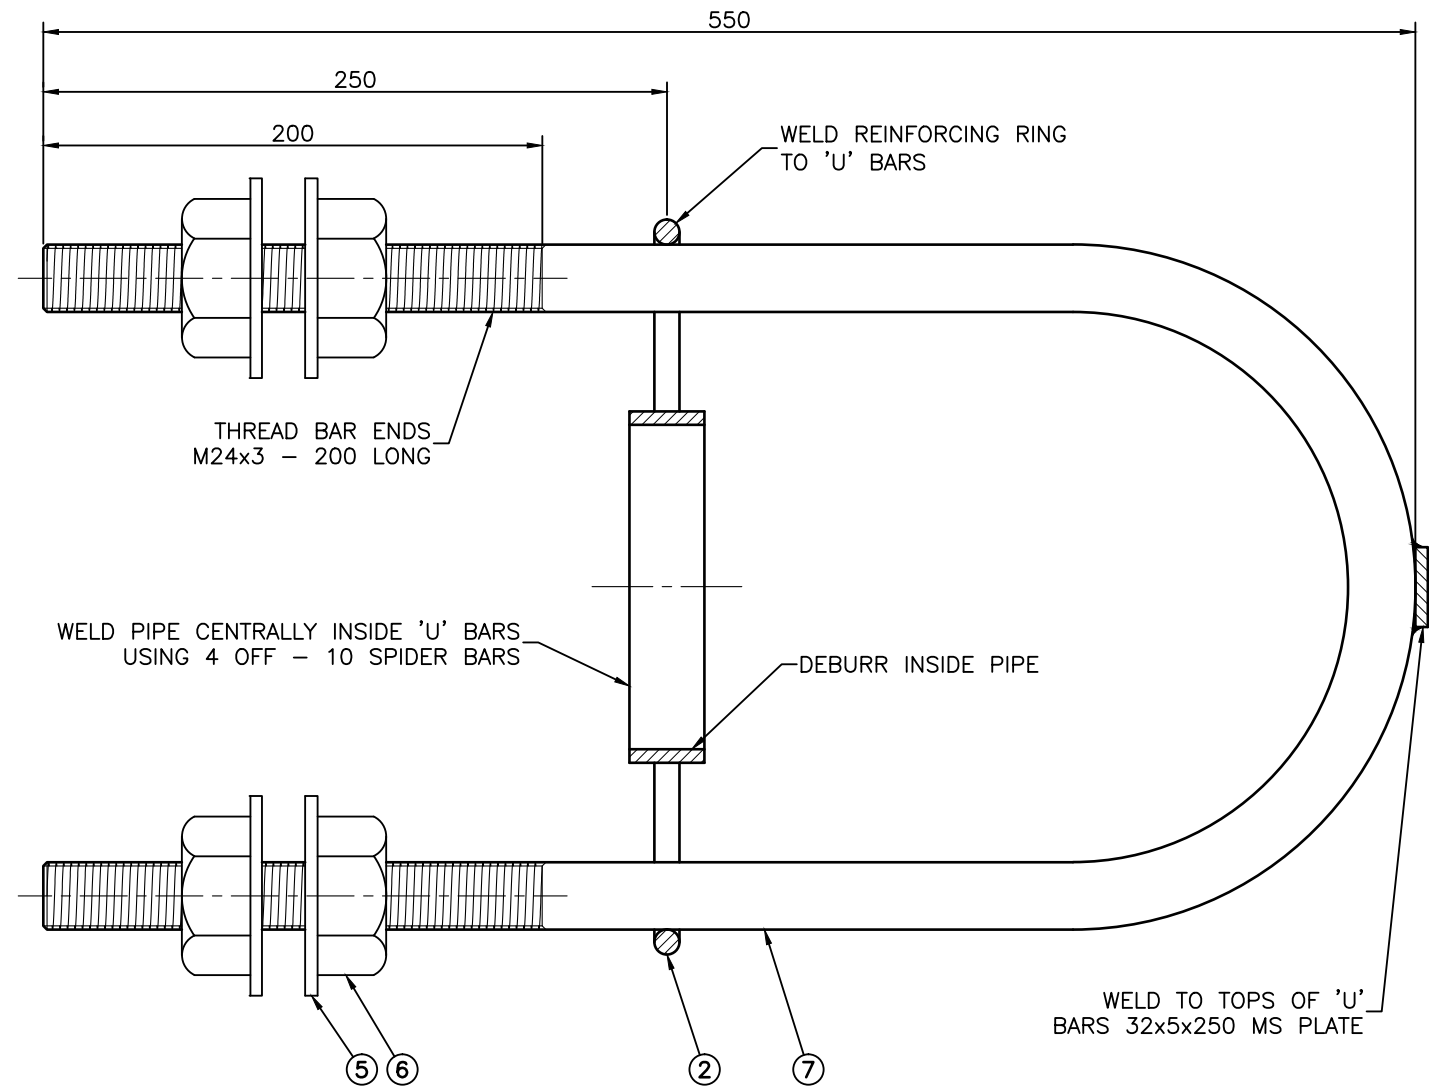 550
250
200
WELD REINFORCING RING
TO 'U' BARS
THREAD BAR ENDS
M24x3 – 200 LONG
WELD PIPE CENTRALLY INSIDE 'U' BARS
USING 4 OFF – 10 SPIDER BARS
DEBURR INSIDE PIPE
WELD TO TOPS OF 'U'
BARS 32x5x250 MS PLATE
5 6 2 7